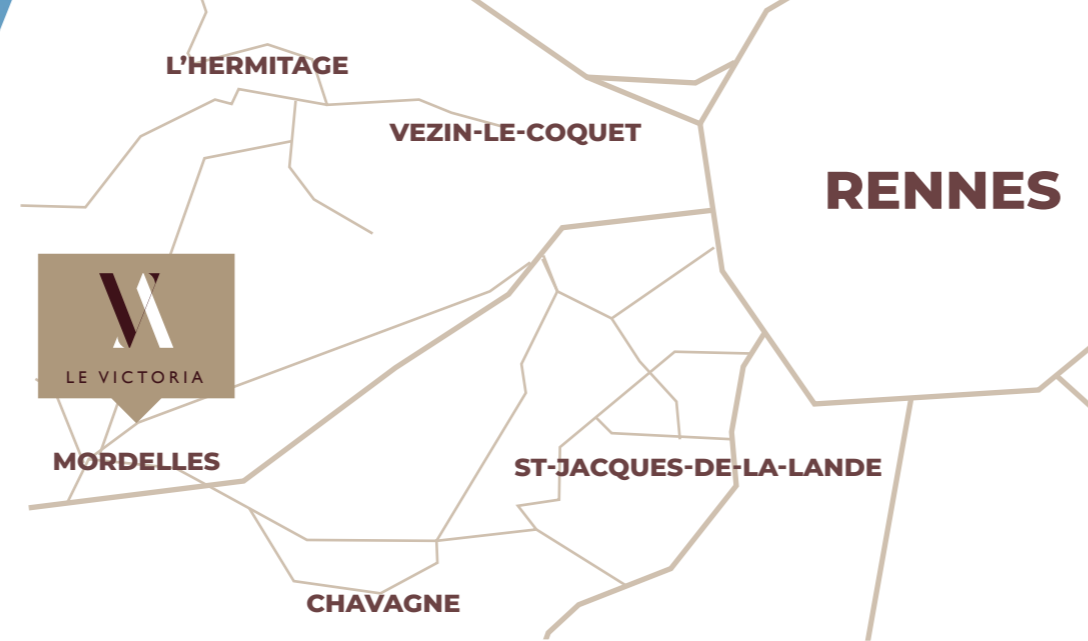 L'HERMITAGE
VEZIN-LE-COQUET
RENNES
LE VICTORIA
MORDELLES
ST-JACQUES-DE-LA-LANDE
CHAVAGNE